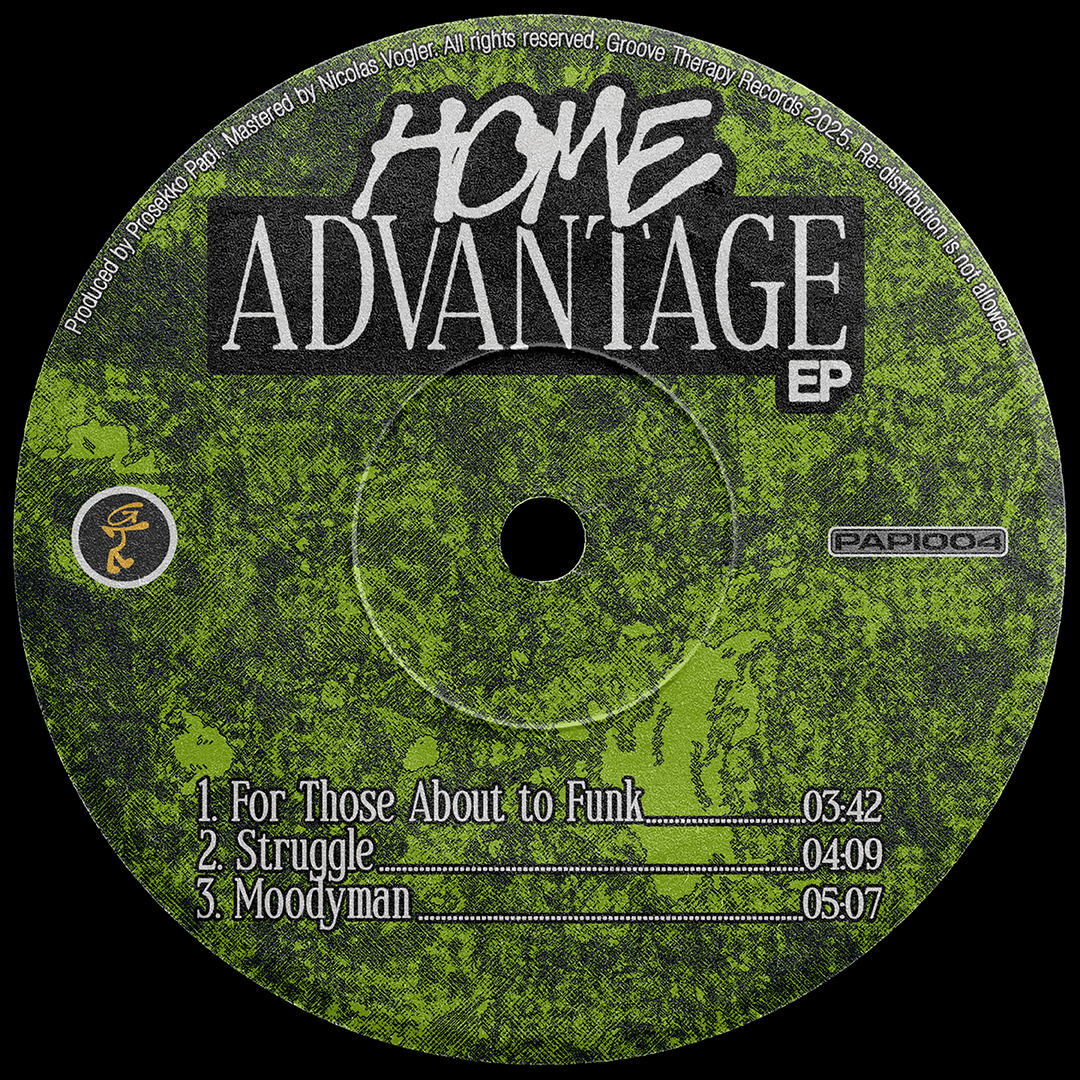 Produced by Prosekko Papi. Mastered by Nicolas Vogler. All rights reserved. Groove Therapy Records 2025. Re-distribution is not allowed.
HOME
ADVANTAGE
EP
GTR
PAPI004
1. For Those About to Funk........................03:42
2. Struggle........................04:09
3. Moodyman........................05:07